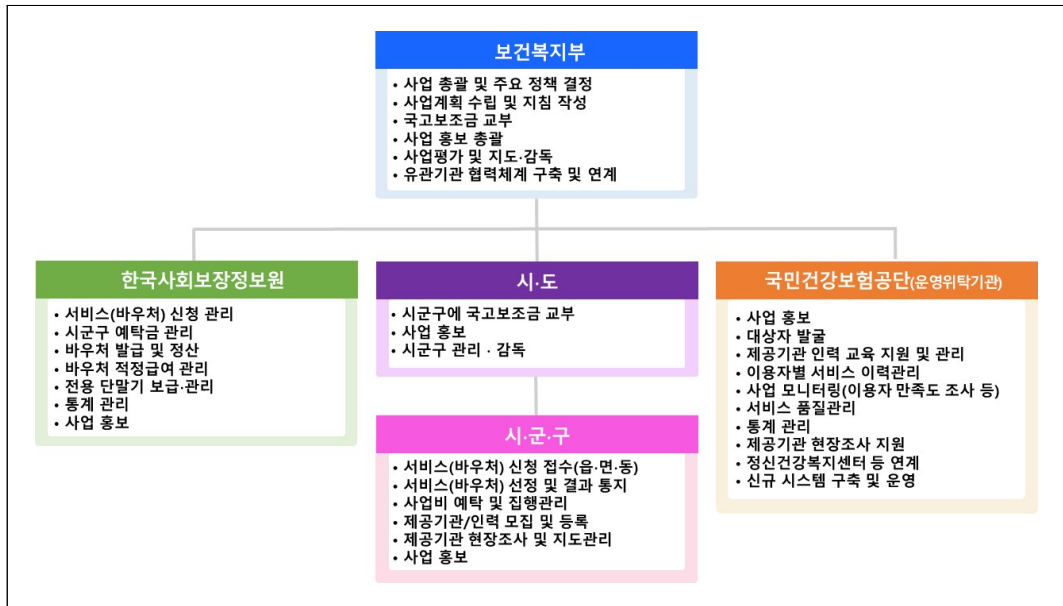 보건복지부
• 사업 총괄 및 주요 정책 결정
• 사업계획 수립 및 지침 작성
• 국고보조금 교부
• 사업 홍보 총괄
• 사업평가 및 지도·감독
• 유관기관 협력체계 구축 및 연계
한국사회보장정보원
• 서비스(바우처) 신청 관리
• 시군구 예탁금 관리
• 바우처 발급 및 정산
• 바우처 적정급여 관리
• 전용 단말기 보급·관리
• 통계 관리
• 사업 홍보
시·도
• 시군구에 국고보조금 교부
• 사업 홍보
• 시군구 관리 · 감독
시·군·구
• 서비스(바우처) 신청 접수(읍·면·동)
• 서비스(바우처) 선정 및 결과 통지
• 사업비 예탁 및 집행관리
• 제공기관/인력 모집 및 등록
• 제공기관 현장조사 및 지도관리
• 사업 홍보
국민건강보험공단(운영위탁기관)
• 사업 홍보
• 대상자 발굴
• 제공기관 인력 교육 지원 및 관리
• 이용자별 서비스 이력관리
• 사업 모니터링(이용자 만족도 조사 등)
• 서비스 품질관리
• 통계 관리
• 제공기관 현장조사 지원
• 정신건강복지센터 등 연계
• 신규 시스템 구축 및 운영